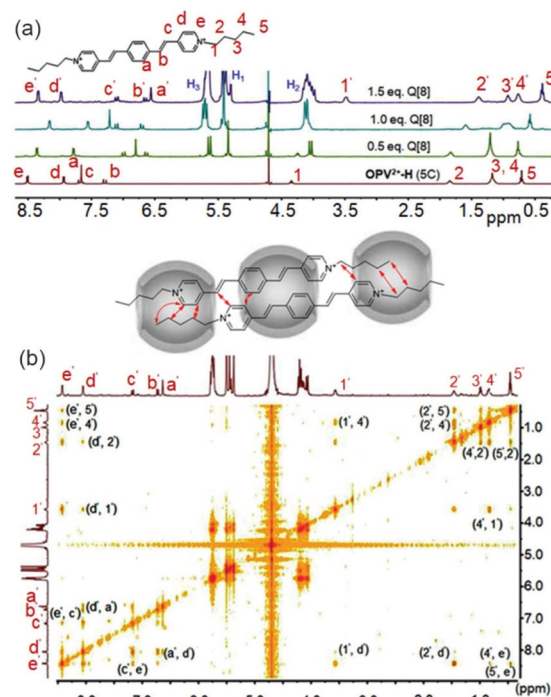 (a)
d e 2 4 5
c 1 3
a b
e' d' c' b' a' H₃ H₁ H₂ 1' 2' 3' 4' 5'
1.5 eq. Q[8]
1.0 eq. Q[8]
0.5 eq. Q[8]
e d a c b 1 2 3, 4 5
OPV²⁺-H (5C)
8.5 7.5 6.5 5.5 4.5 3.5 2.5 1.5 ppm 0.5
N⁺ N⁺
N⁺ N⁺
(b)
e' d' c' b' a' 1' 2' 3' 4' 5'
5' (e', 5') (2', 5')
4' (e', 4') (1', 4') (2', 4')
3'
2' (d', 2') (4',2') (5',2')
1.0
2.0
3.0
1' (d', 1') (4', 1')
4.0
5.0
6.0
a' (d', a')
b' (e', c')
c' 7.0
d' (a', d') (1', d') (2', d') (4', e') 8.0
e' (c', e') (5', e')
(ppm)